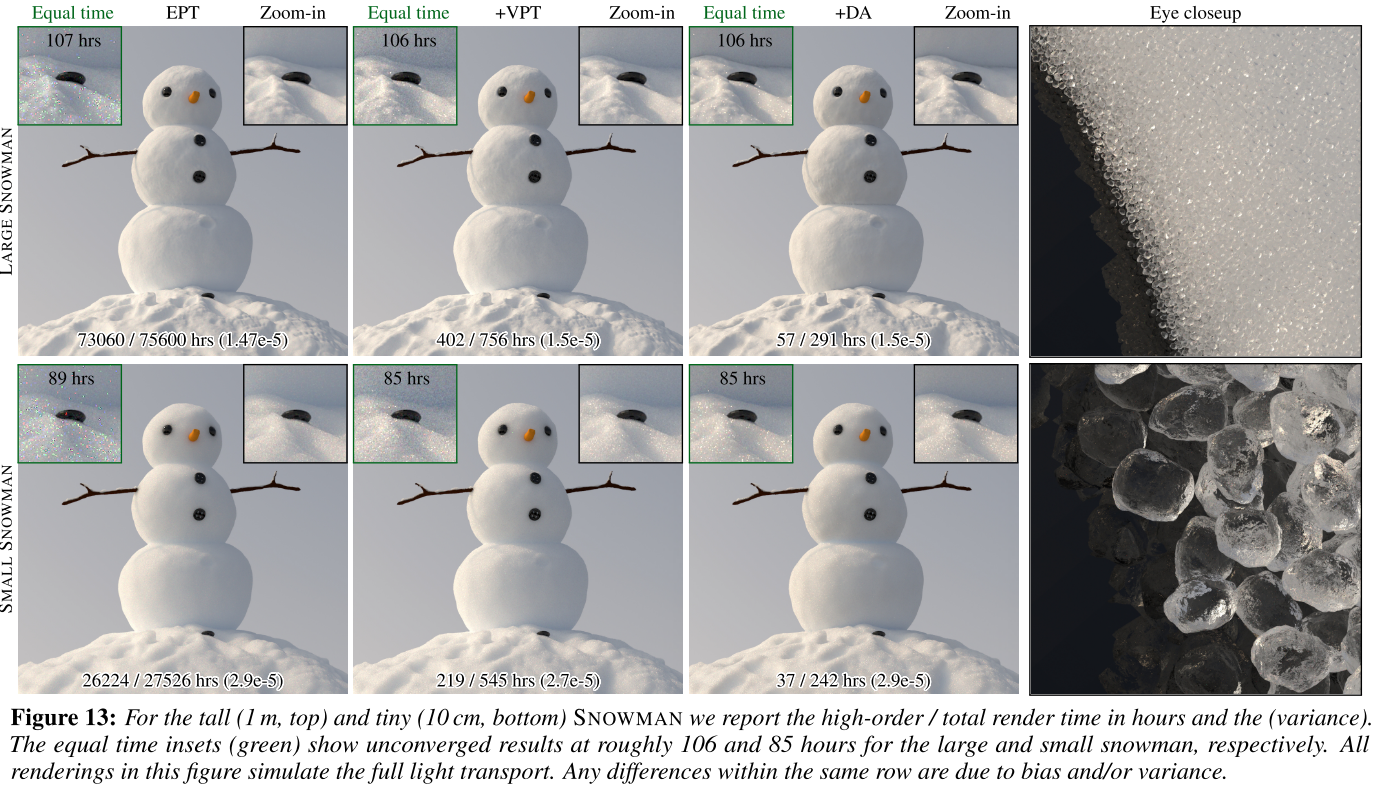 Equal time EPT Zoom-in Equal time +VPT Zoom-in Equal time +DA Zoom-in Eye closeup
107 hrs 106 hrs 106 hrs
LARGE SNOWMAN
73060 / 75600 hrs (1.47e-5) 402 / 756 hrs (1.5e-5) 57 / 291 hrs (1.5e-5)
89 hrs 85 hrs 85 hrs
SMALL SNOWMAN
26224 / 27526 hrs (2.9e-5) 219 / 545 hrs (2.7e-5) 37 / 242 hrs (2.9e-5)
Figure 13: For the tall (1 m, top) and tiny (10 cm, bottom) SNOWMAN we report the high-order / total render time in hours and the (variance).
The equal time insets (green) show unconverged results at roughly 106 and 85 hours for the large and small snowman, respectively. All
renderings in this figure simulate the full light transport. Any differences within the same row are due to bias and/or variance.